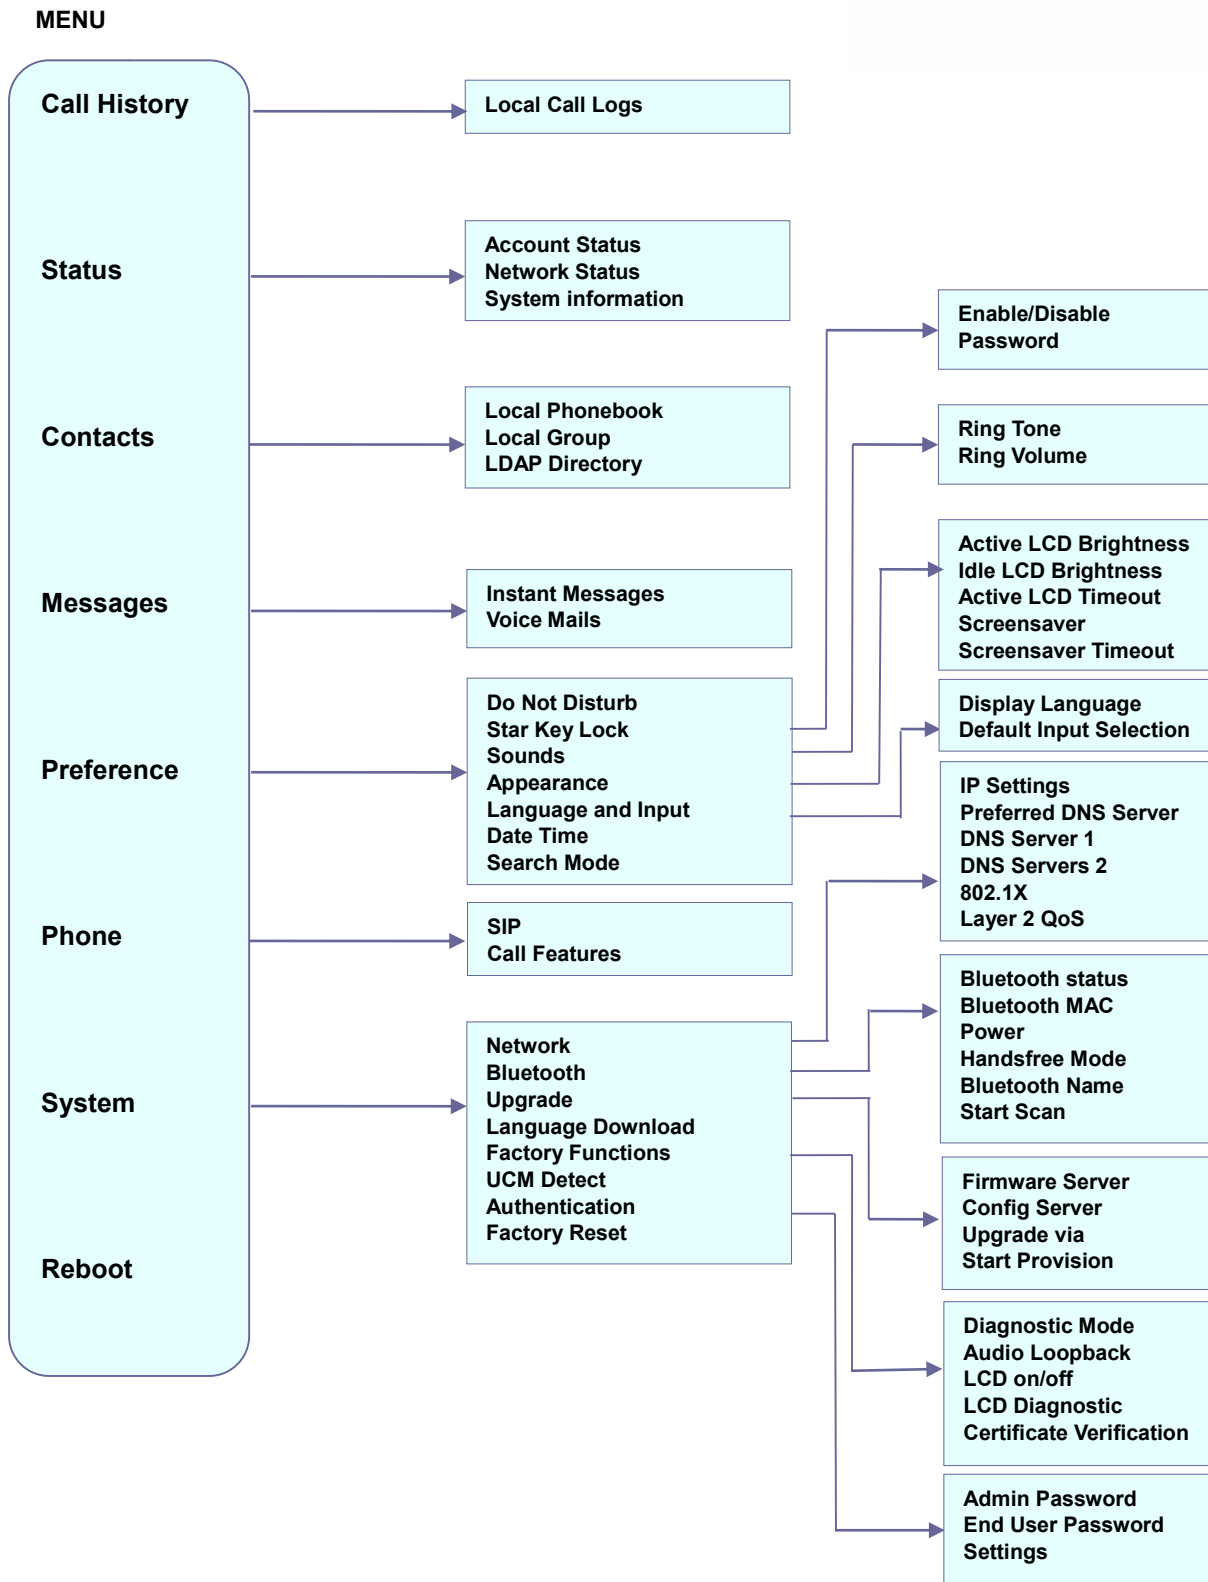 MENU
Call History
Local Call Logs
Status
Account Status
Network Status
System information
Enable/Disable
Password
Contacts
Local Phonebook
Local Group
LDAP Directory
Ring Tone
Ring Volume
Active LCD Brightness
Idle LCD Brightness
Active LCD Timeout
Screensaver
Screensaver Timeout
Messages
Instant Messages
Voice Mails
Preference
Do Not Disturb
Star Key Lock
Sounds
Appearance
Language and Input
Date Time
Search Mode
Display Language
Default Input Selection
IP Settings
Preferred DNS Server
DNS Server 1
DNS Servers 2
802.1X
Layer 2 QoS
Phone
SIP
Call Features
Bluetooth status
Bluetooth MAC
Power
Handsfree Mode
Bluetooth Name
Start Scan
System
Network
Bluetooth
Upgrade
Language Download
Factory Functions
UCM Detect
Authentication
Factory Reset
Firmware Server
Config Server
Upgrade via
Start Provision
Reboot
Diagnostic Mode
Audio Loopback
LCD on/off
LCD Diagnostic
Certificate Verification
Admin Password
End User Password
Settings